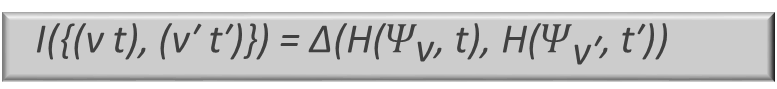 I({(v t), (v′ t′)}) = Δ(H(Ψv, t), H(Ψv′, t′))